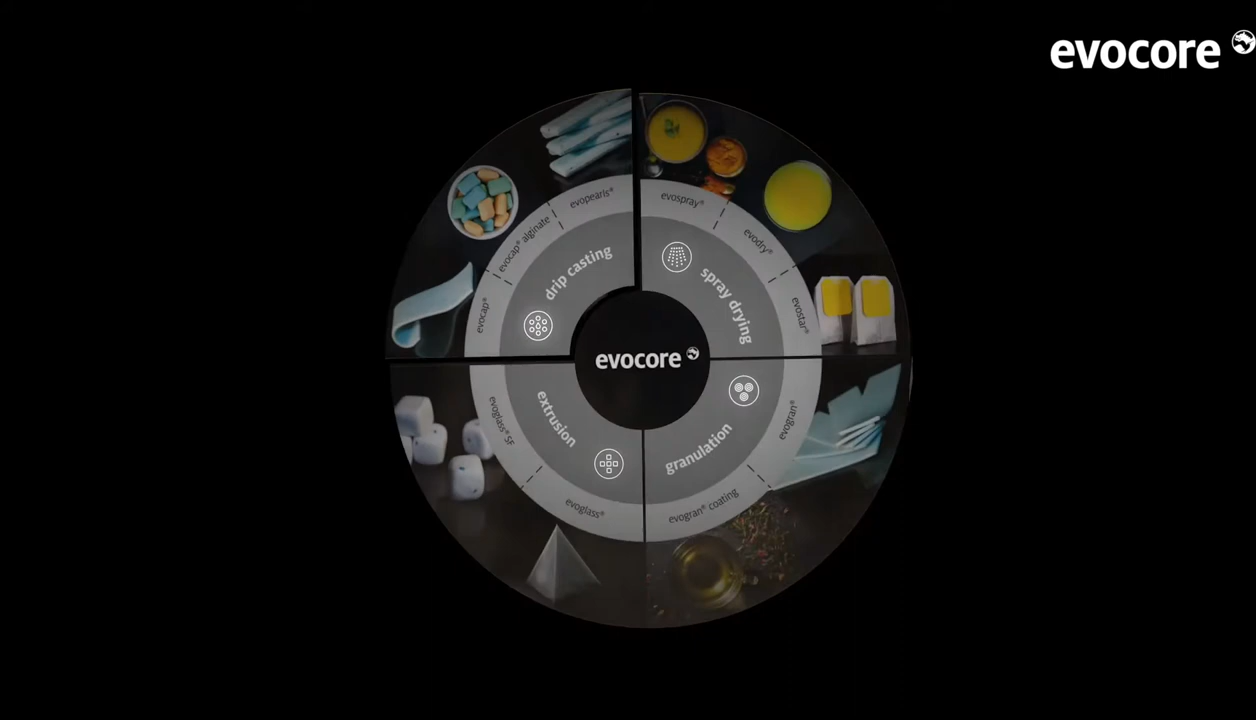 evocore
evopearls®
evocap® alginate
evocap®
drip casting
evospray®
evodry®
evostar®
spray drying
evocore
evoglass® SF
evoglass®
extrusion
evogran®
evogran® coating
granulation